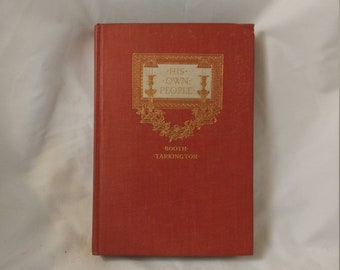 ·HIS·
·OWN·
PEOPLE
·BOOTH·
TARKINGTON